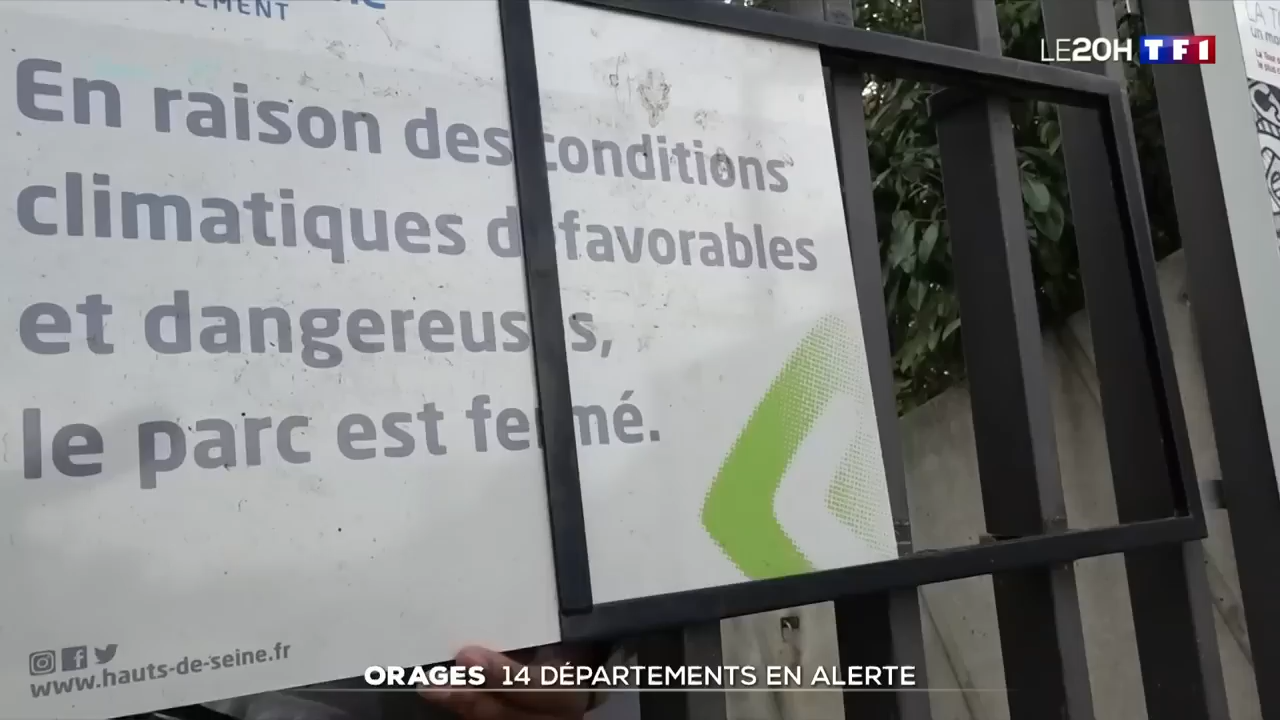 LE20H TF1
En raison des conditions
climatiques défavorables
et dangereuses,
le parc est fermé.
www.hauts-de-seine.fr
ORAGES 14 DÉPARTEMENTS EN ALERTE